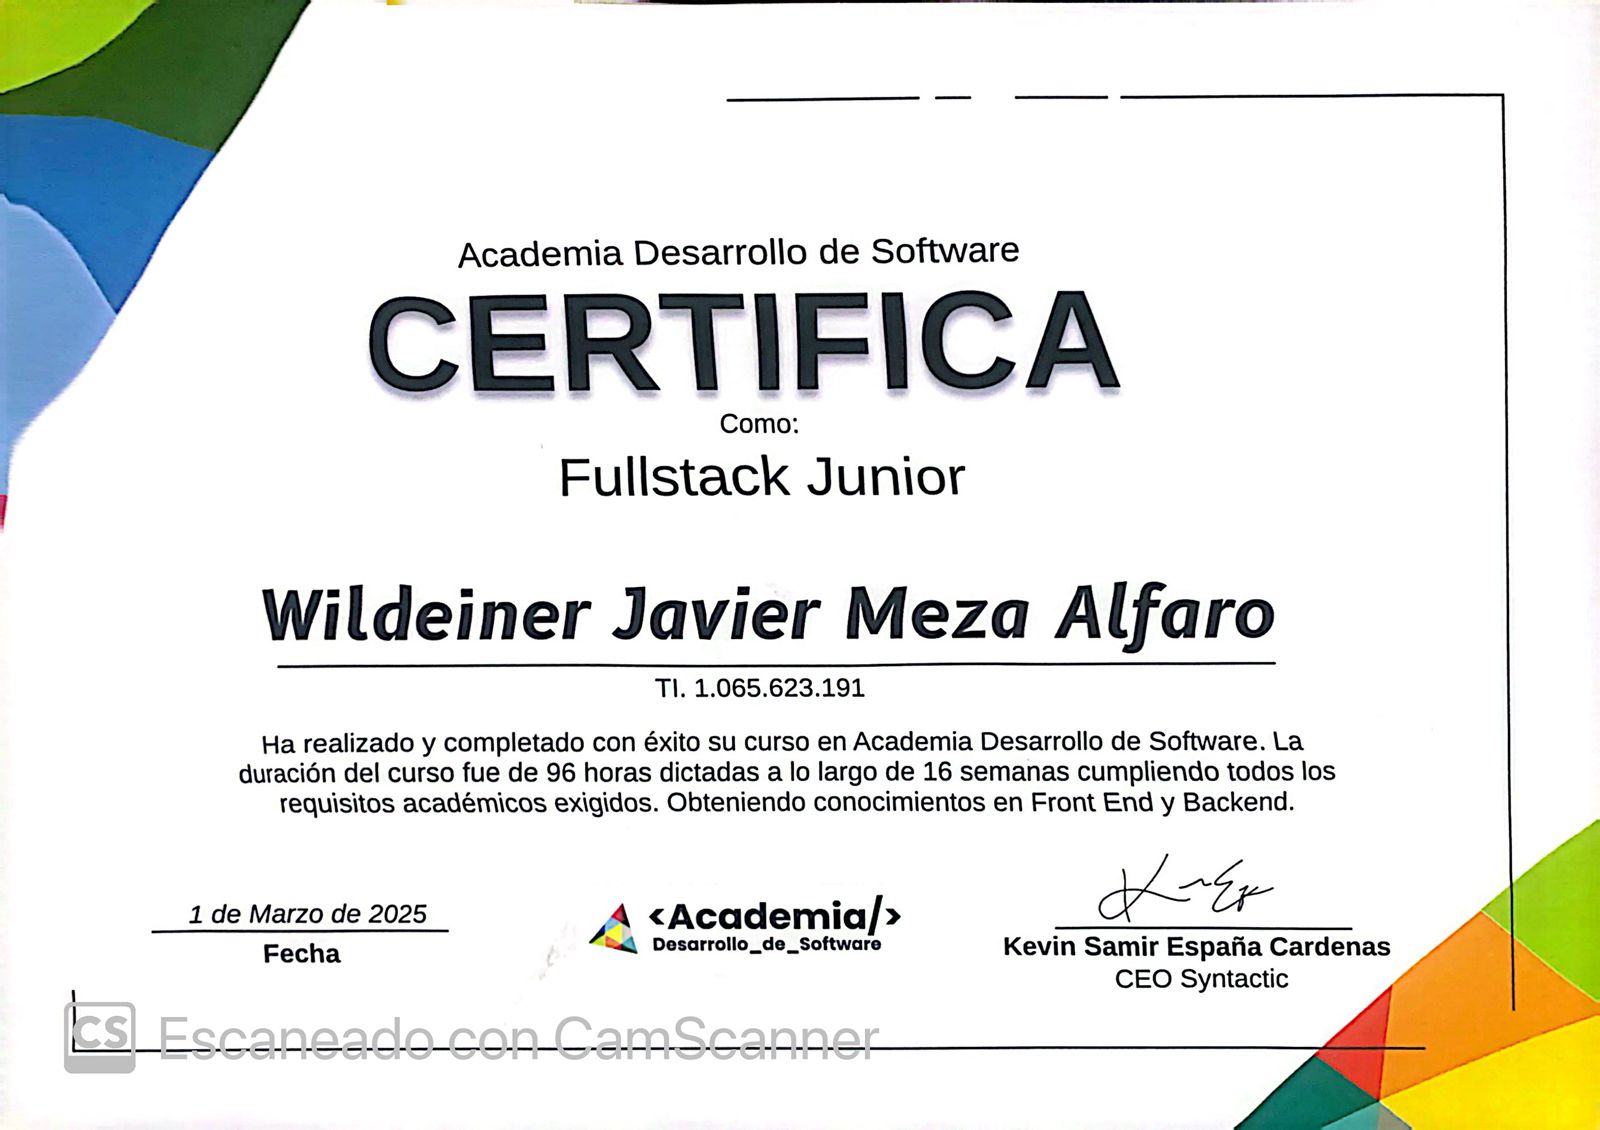 Academia Desarrollo de Software
CERTIFICA
Como:
Fullstack Junior
Wildeiner Javier Meza Alfaro
TI. 1.065.623.191
Ha realizado y completado con éxito su curso en Academia Desarrollo de Software. La
duración del curso fue de 96 horas dictadas a lo largo de 16 semanas cumpliendo todos los
requisitos académicos exigidos. Obteniendo conocimientos en Front End y Backend.
1 de Marzo de 2025
Fecha
<Academia/>
Desarrollo_de_Software
Kevin Samir España Cardenas
CEO Syntactic
CS Escaneado con CamScanner